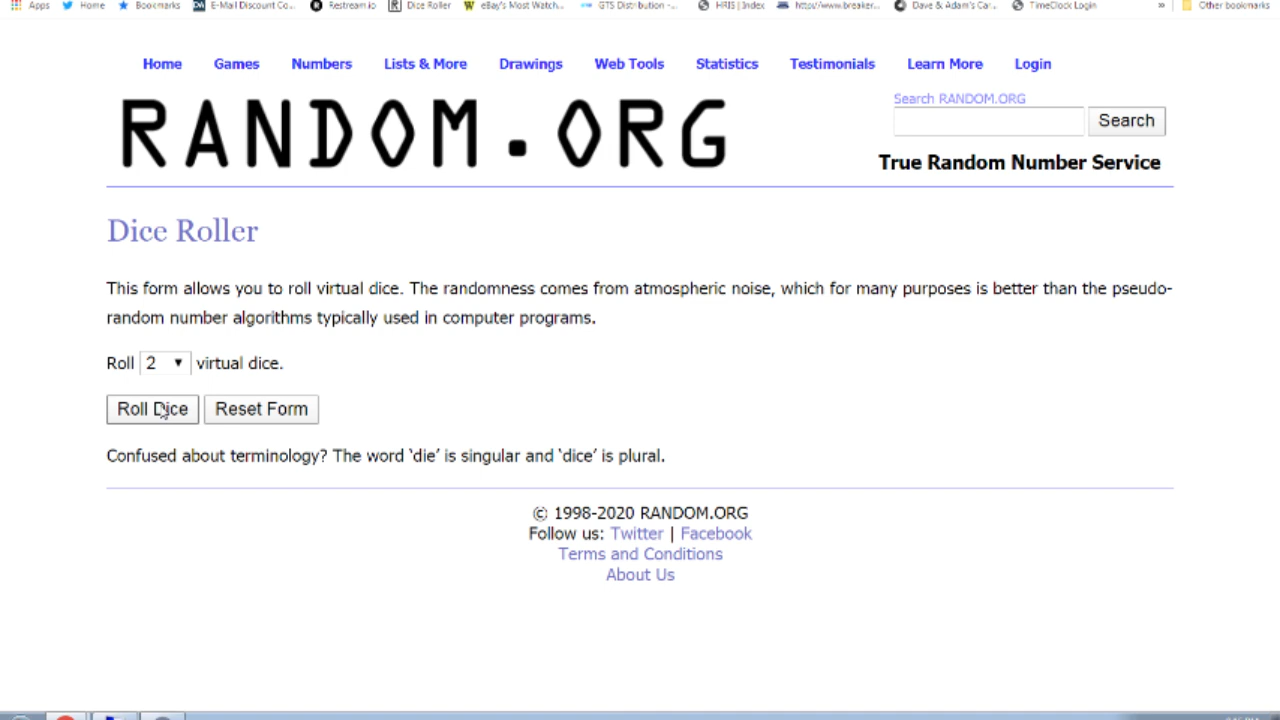 Apps Home Bookmarks E-Mail Discount Co... Restream.io Dice Roller eBay's Most Watch... GTS Distribution -... HRIS | Index http://www.breaker... Dave & Adam's Car... TimeClock Login » Other bookmarks
Home Games Numbers Lists & More Drawings Web Tools Statistics Testimonials Learn More Login
RANDOM.ORG
Search RANDOM.ORG
Search
True Random Number Service
Dice Roller
This form allows you to roll virtual dice. The randomness comes from atmospheric noise, which for many purposes is better than the pseudo-
random number algorithms typically used in computer programs.
Roll 2 virtual dice.
Roll Dice Reset Form
Confused about terminology? The word ‘die’ is singular and ‘dice’ is plural.
© 1998-2020 RANDOM.ORG
Follow us: Twitter | Facebook
Terms and Conditions
About Us